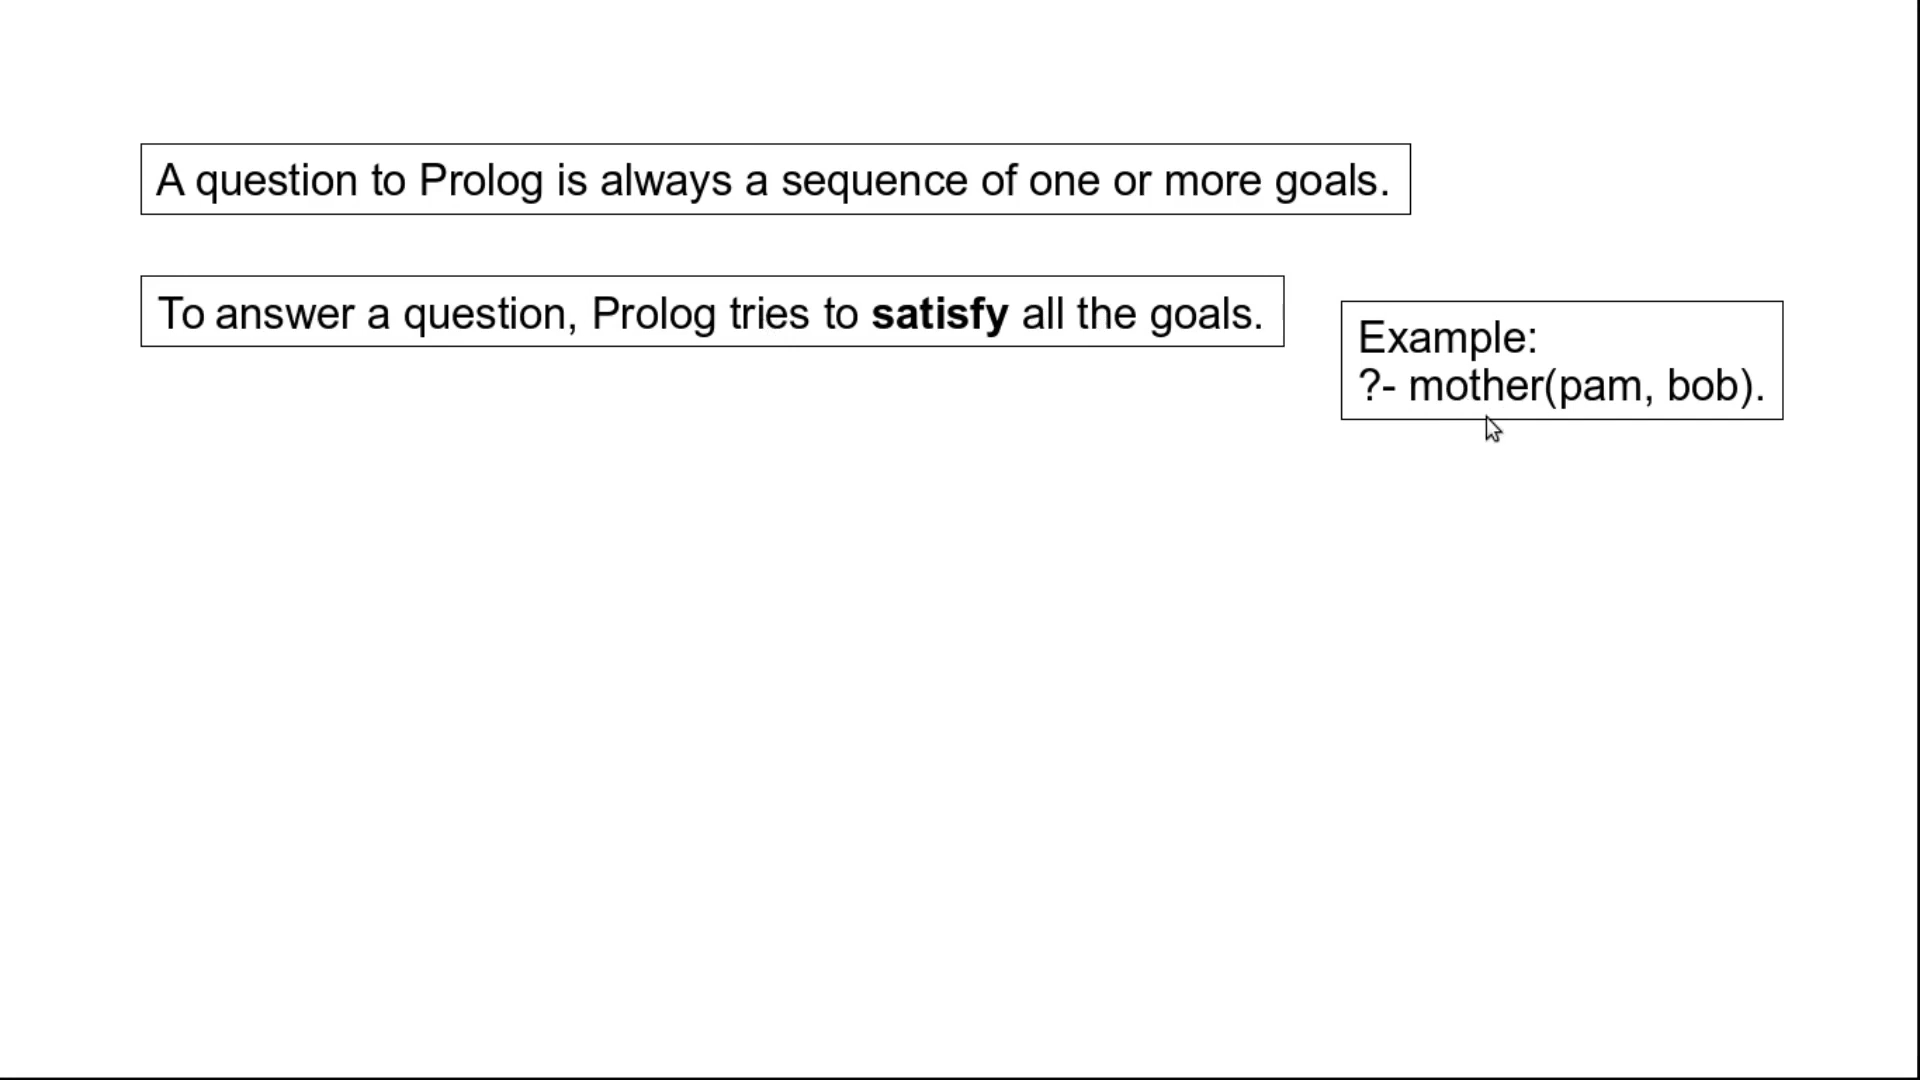 A question to Prolog is always a sequence of one or more goals.
To answer a question, Prolog tries to satisfy all the goals.
Example:
?- mother(pam, bob).